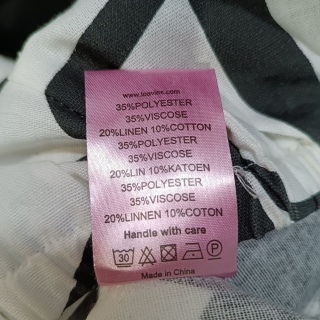 www.loavies.com
35%POLYESTER
35%VISCOSE
20%LINEN 10%COTTON
35%POLYESTER
35%VISCOSE
20%LIN 10%KATOEN
35%POLYESTER
35%VISCOSE
20%LINNEN 10%COTON
Handle with care
30 P
Made in China